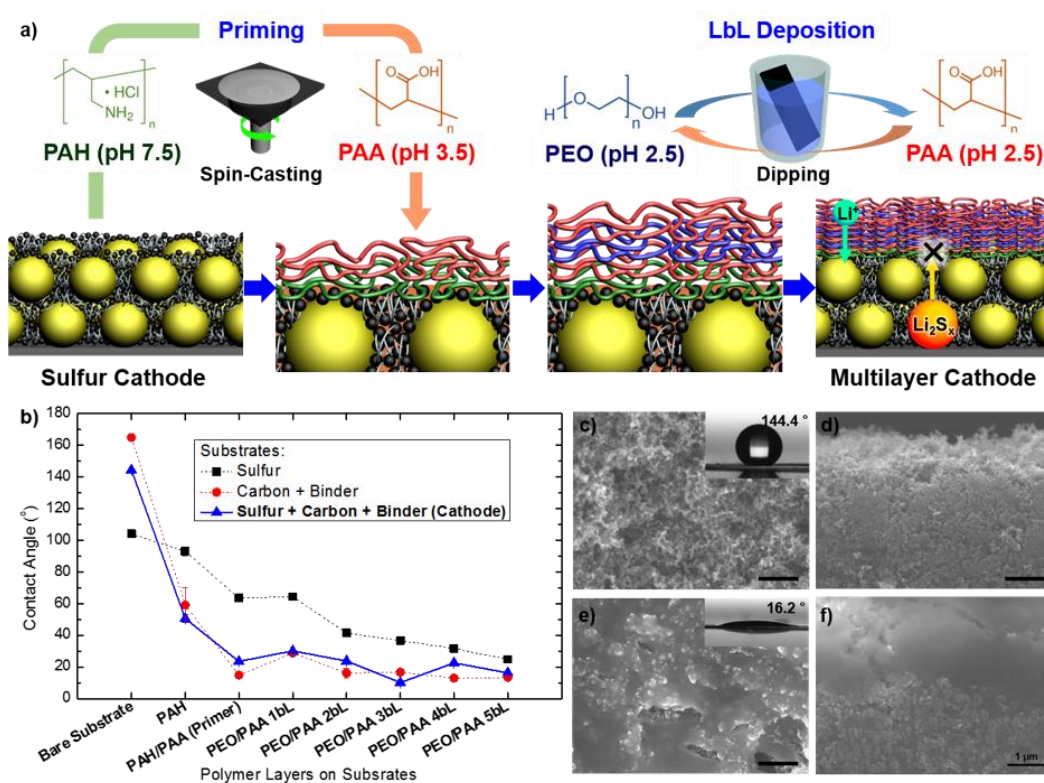 a)
Priming
LbL Deposition
• HCl
NH₂
n
O
OH
n
H
O
OH
n
O
OH
n
PAH (pH 7.5)
Spin-Casting
PAA (pH 3.5)
PEO (pH 2.5)
Dipping
PAA (pH 2.5)
Li⁺
Li₂Sₓ
Sulfur Cathode
Multilayer Cathode
b)
180
160
140
120
100
80
60
40
20
0
Contact Angle (°)
Substrates:
Sulfur
Carbon + Binder
Sulfur + Carbon + Binder (Cathode)
Bare Substrate
PAH
PAH/PAA (Primer)
PEO/PAA 1bL
PEO/PAA 2bL
PEO/PAA 3bL
PEO/PAA 4bL
PEO/PAA 5bL
Polymer Layers on Substrates
c)
144.4 °
d)
e)
16.2 °
f)
1 µm